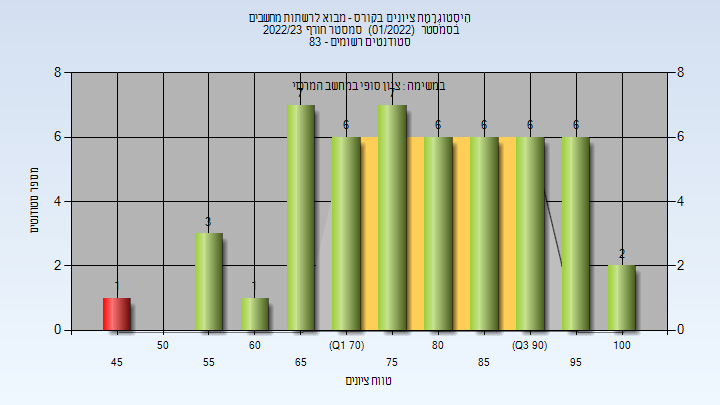 היסטוגרמת ציונים בקורס - מבוא לרשתות מחשבים
בסמסטר (01/2022) סמסטר חורף 2022/23
סטודנטים רשומים - 83
במשימה : ציון סופי במחשב המרכזי
מספר סטודנטים
8 8
6 6
4 4
2 2
0 0
1 3 1 7 6 7 6 6 6 6 2
50 60 (Q1 70) 80 (Q3 90) 100
45 55 65 75 85 95
טווח ציונים